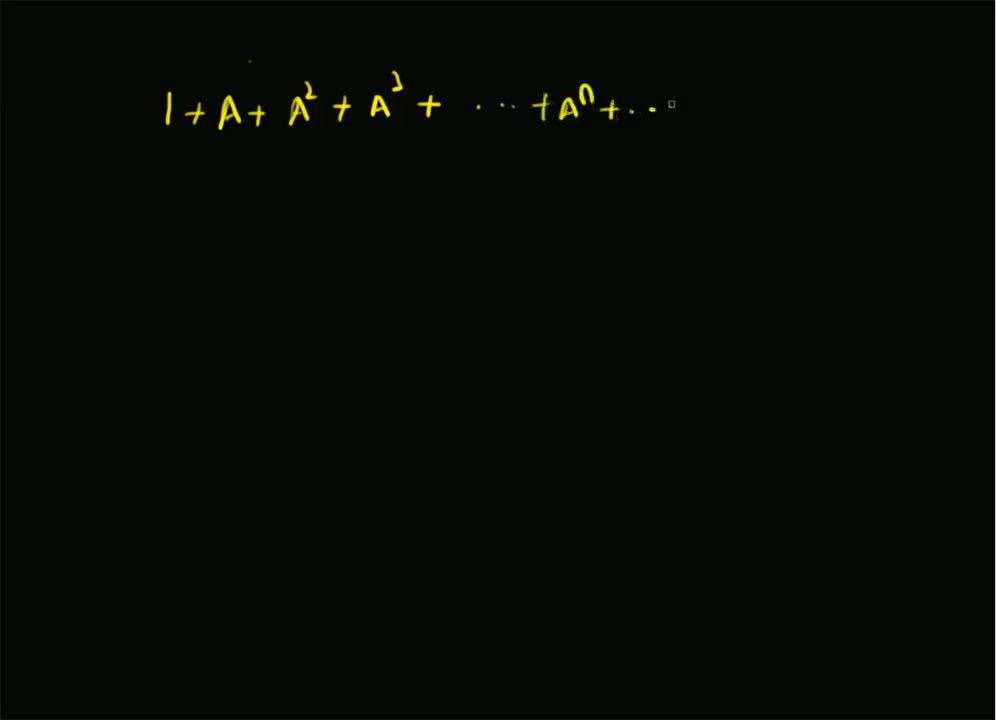 1 + A + A² + A³ + ... .. + Aⁿ + ...